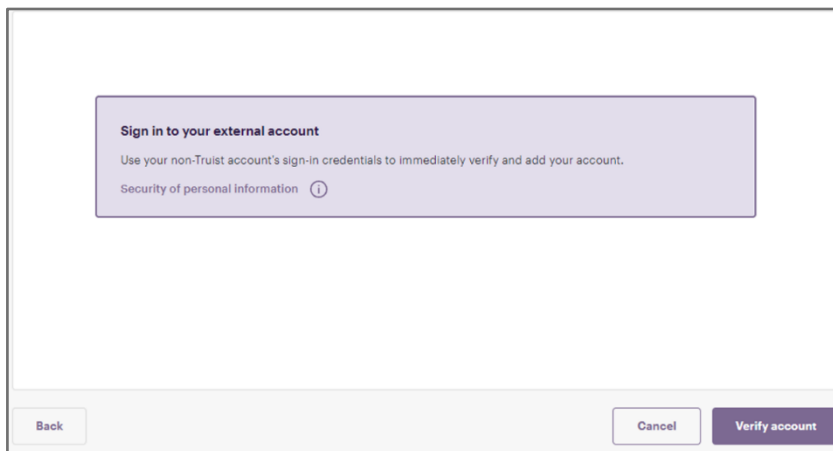 Sign in to your external account
Use your non-Truist account's sign-in credentials to immediately verify and add your account.
Security of personal information
Back
Cancel
Verify account